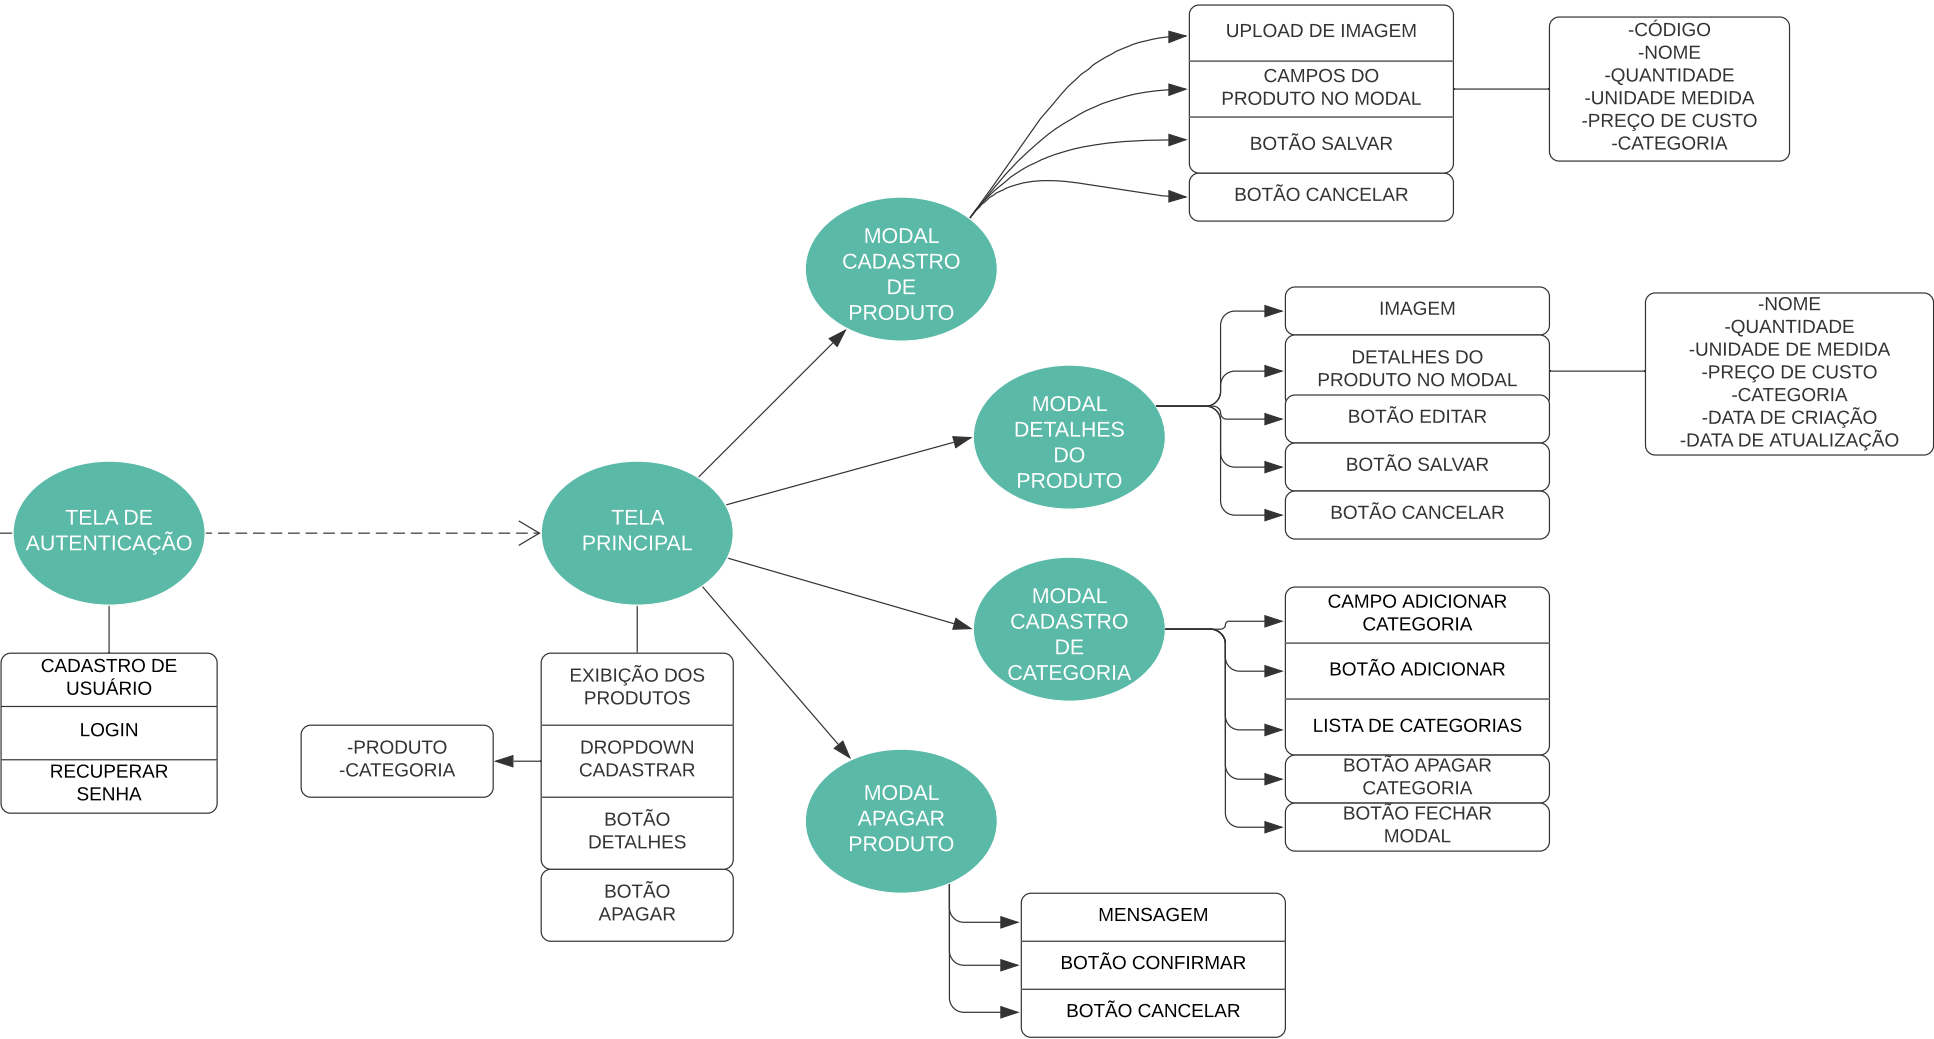 TELA DE
AUTENTICAÇÃO
CADASTRO DE
USUÁRIO
LOGIN
RECUPERAR
SENHA
TELA
PRINCIPAL
EXIBIÇÃO DOS
PRODUTOS
DROPDOWN
CADASTRAR
BOTÃO
DETALHES
BOTÃO
APAGAR
-PRODUTO
-CATEGORIA
MODAL
CADASTRO
DE
PRODUTO
UPLOAD DE IMAGEM
CAMPOS DO
PRODUTO NO MODAL
BOTÃO SALVAR
BOTÃO CANCELAR
-CÓDIGO
-NOME
-QUANTIDADE
-UNIDADE MEDIDA
-PREÇO DE CUSTO
-CATEGORIA
MODAL
DETALHES
DO
PRODUTO
IMAGEM
DETALHES DO
PRODUTO NO MODAL
BOTÃO EDITAR
BOTÃO SALVAR
BOTÃO CANCELAR
-NOME
-QUANTIDADE
-UNIDADE DE MEDIDA
-PREÇO DE CUSTO
-CATEGORIA
-DATA DE CRIAÇÃO
-DATA DE ATUALIZAÇÃO
MODAL
CADASTRO
DE
CATEGORIA
CAMPO ADICIONAR
CATEGORIA
BOTÃO ADICIONAR
LISTA DE CATEGORIAS
BOTÃO APAGAR
CATEGORIA
BOTÃO FECHAR
MODAL
MODAL
APAGAR
PRODUTO
MENSAGEM
BOTÃO CONFIRMAR
BOTÃO CANCELAR